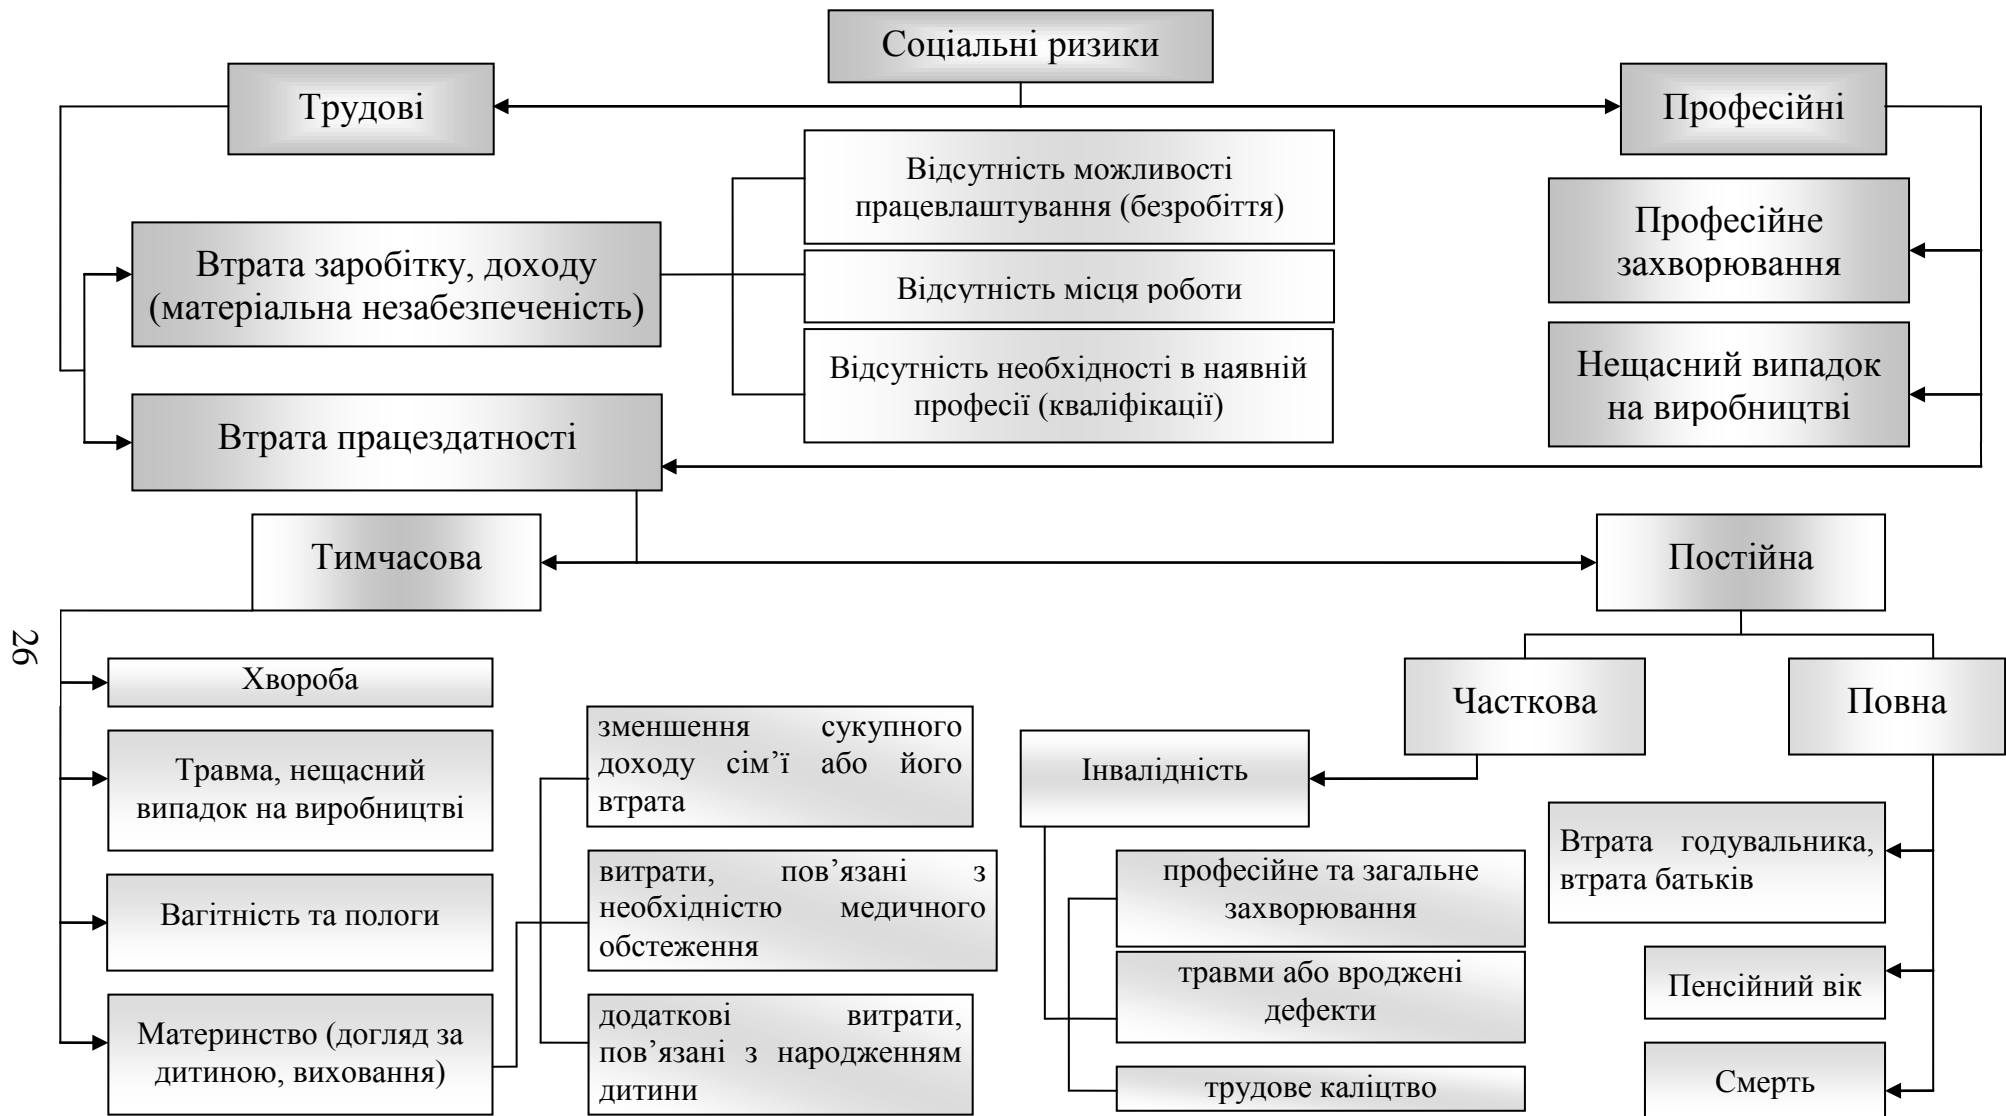 Соціальні ризики
Трудові
Професійні
Відсутність можливості
працевлаштування (безробіття)
Втрата заробітку, доходу
(матеріальна незабезпеченість)
Відсутність місця роботи
Відсутність необхідності в наявній
професії (кваліфікації)
Професійне
захворювання
Нещасний випадок
на виробництві
Втрата працездатності
Тимчасова
Постійна
26
Хвороба
Травма, нещасний
випадок на виробництві
Вагітність та пологи
Материнство (догляд за
дитиною, виховання)
зменшення сукупного
доходу сім’ї або його
втрата
витрати, пов’язані з
необхідністю медичного
обстеження
додаткові витрати,
пов’язані з народженням
дитини
Часткова
Повна
Інвалідність
професійне та загальне
захворювання
травми або вроджені
дефекти
трудове каліцтво
Втрата годувальника,
втрата батьків
Пенсійний вік
Смерть